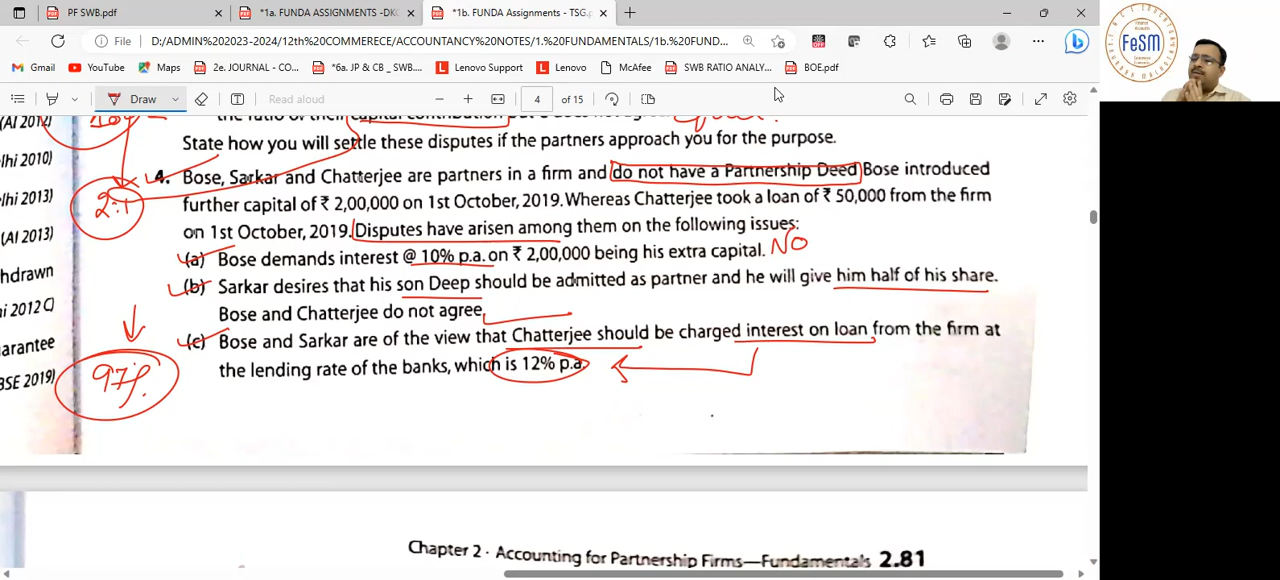 PF SWB.pdf
*1a. FUNDA ASSIGNMENTS -DK
*1b. FUNDA Assignments - TSG.p
File
D:/ADMIN%202023-2024/12th%20COMMERECE/ACCOUNTANCE%20NOTES/1.%20FUNDAMENTALS/1b.%20FUND...
OFF
Gmail
YouTube
Maps
2e. JOURNAL - CO...
*6a. JP & S B _ SWB....
Lenovo Support
Lenovo
McAfee
SWB RATIO ANALY...
BOE.pdf
Draw
Read aloud
4 of 15
FeSM
(AI 2012)
lhi 2010)
lhi 2013)
(AI 2013)
hdrawn
i 2012 C)
arantee
BSE 2019)
2:1
State how you will settle these disputes if the partners approach you for the purpose.
4. Bose, Sarkar and Chatterjee are partners in a firm and do not have a Partnership Deed Bose introduced
further capital of ₹ 2,00,000 on 1st October, 2019. Whereas Chatterjee took a loan of ₹ 50,000 from the firm
on 1st October, 2019. Disputes have arisen among them on the following issues:
(a) Bose demands interest @ 10% p.a. on ₹ 2,00,000 being his extra capital. NO
(b) Sarkar desires that his son Deep should be admitted as partner and he will give him half of his share.
Bose and Chatterjee do not agree
(c) Bose and Sarkar are of the view that Chatterjee should be charged interest on loan from the firm at
the lending rate of the banks, which is 12% p.a.
Chapter 2 · Accounting for Partnership Firms—Fundamentals 2.81